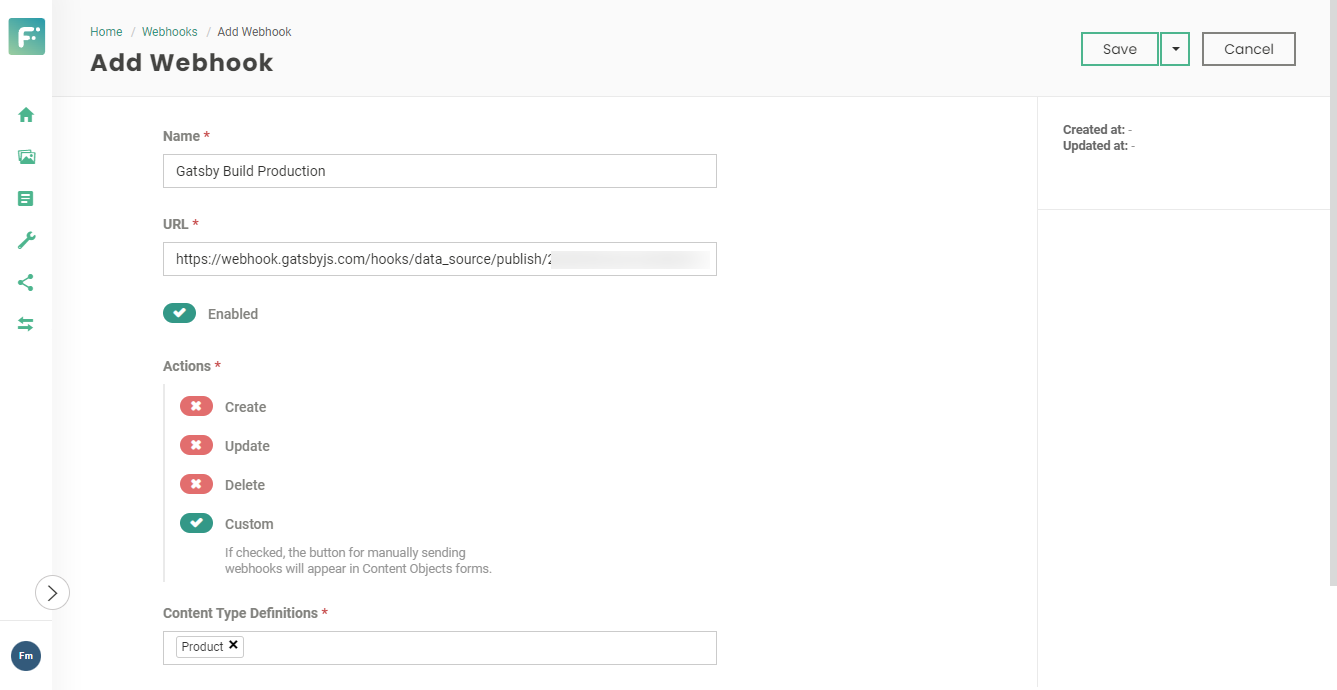 Home / Webhooks / Add Webhook
Add Webhook
Save
Cancel
Name *
Gatsby Build Production
URL *
https://webhook.gatsbyjs.com/hooks/data_source/publish/
Enabled
Actions *
Create
Update
Delete
Custom
If checked, the button for manually sending
webhooks will appear in Content Objects forms.
Content Type Definitions *
Product
Created at: -
Updated at: -
Fm